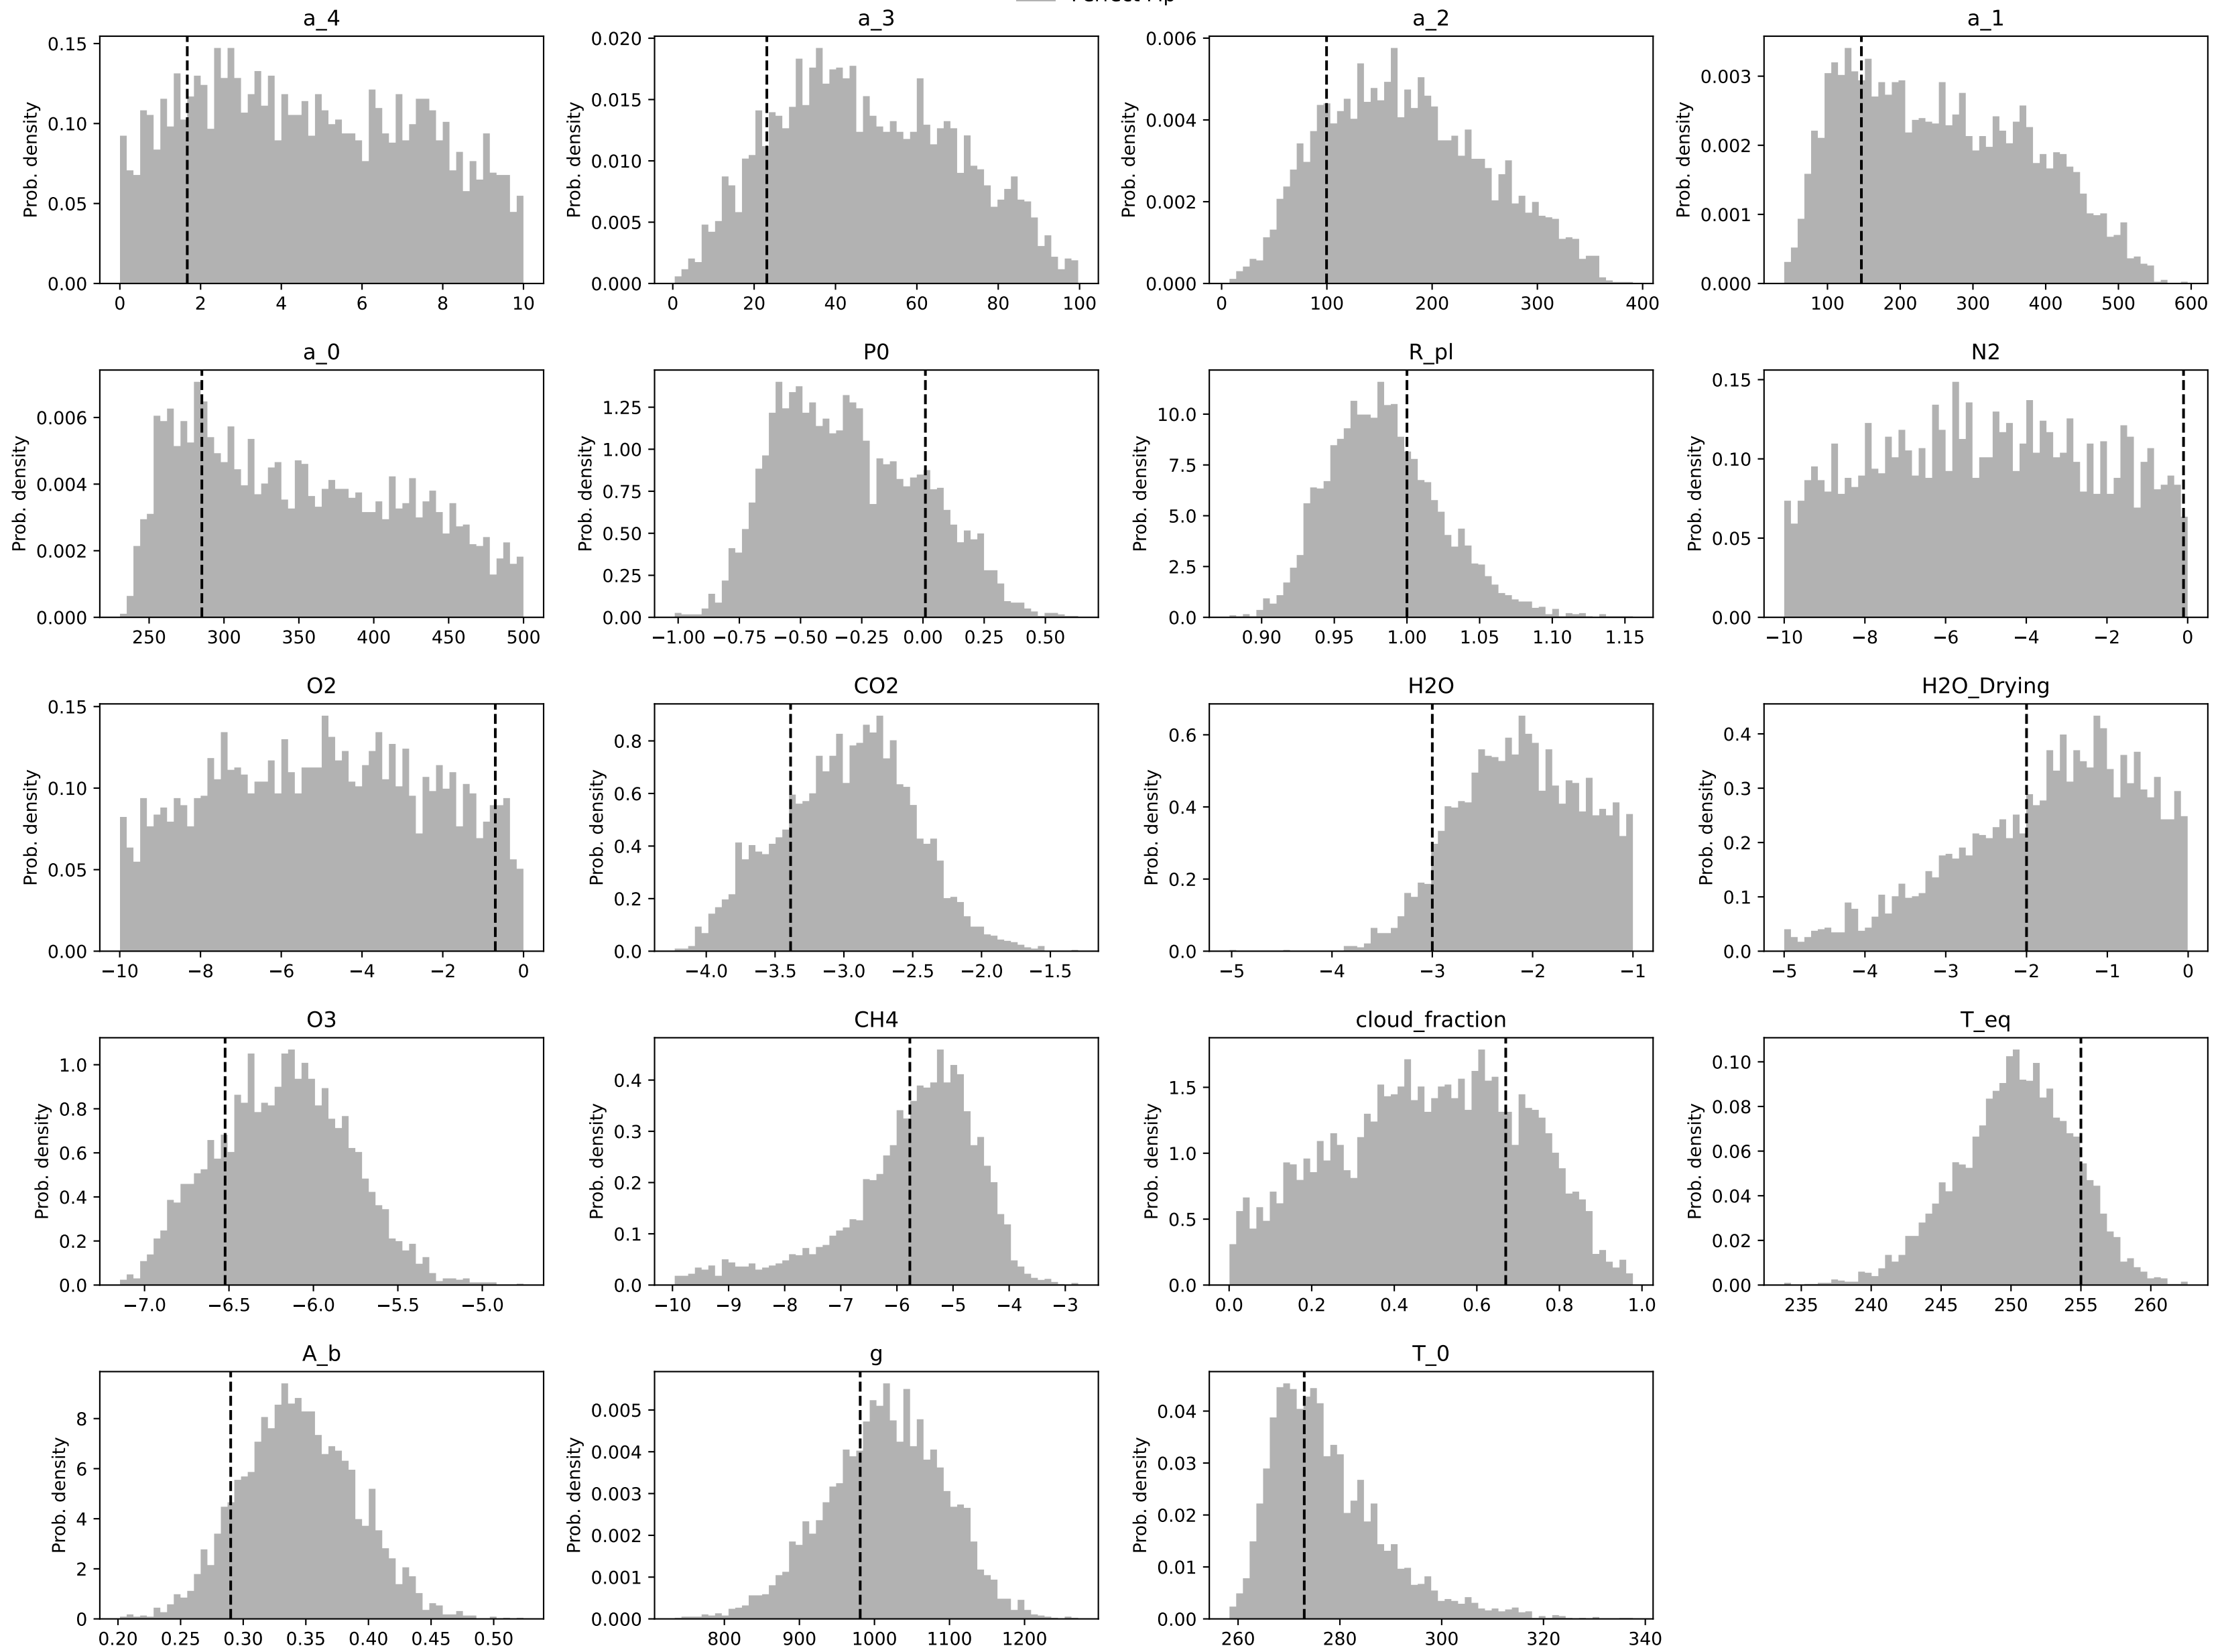 a_4
a_3
a_2
a_1
Prob. density
0.15
0.10
0.05
0.00
0 2 4 6 8 10
Prob. density
0.020
0.015
0.010
0.005
0.000
0 20 40 60 80 100
Prob. density
0.006
0.004
0.002
0.000
0 100 200 300 400
Prob. density
0.003
0.002
0.001
0.000
100 200 300 400 500 600
a_0
P0
R_pl
N2
Prob. density
0.006
0.004
0.002
0.000
250 300 350 400 450 500
Prob. density
1.25
1.00
0.75
0.50
0.25
0.00
−1.00 −0.75 −0.50 −0.25 0.00 0.25 0.50
Prob. density
10.0
7.5
5.0
2.5
0.0
0.90 0.95 1.00 1.05 1.10 1.15
Prob. density
0.15
0.10
0.05
0.00
−10 −8 −6 −4 −2 0
O2
CO2
H2O
H2O_Drying
Prob. density
0.15
0.10
0.05
0.00
−10 −8 −6 −4 −2 0
Prob. density
0.8
0.6
0.4
0.2
0.0
−4.0 −3.5 −3.0 −2.5 −2.0 −1.5
Prob. density
0.6
0.4
0.2
0.0
−5 −4 −3 −2 −1
Prob. density
0.4
0.3
0.2
0.1
0.0
−5 −4 −3 −2 −1 0
O3
CH4
cloud_fraction
T_eq
Prob. density
1.0
0.8
0.6
0.4
0.2
0.0
−7.0 −6.5 −6.0 −5.5 −5.0
Prob. density
0.4
0.3
0.2
0.1
0.0
−10 −9 −8 −7 −6 −5 −4 −3
Prob. density
1.5
1.0
0.5
0.0
0.0 0.2 0.4 0.6 0.8 1.0
Prob. density
0.10
0.08
0.06
0.04
0.02
0.00
235 240 245 250 255 260
A_b
g
T_0
Prob. density
8
6
4
2
0
0.20 0.25 0.30 0.35 0.40 0.45 0.50
Prob. density
0.005
0.004
0.003
0.002
0.001
0.000
800 900 1000 1100 1200
Prob. density
0.04
0.03
0.02
0.01
0.00
260 280 300 320 340